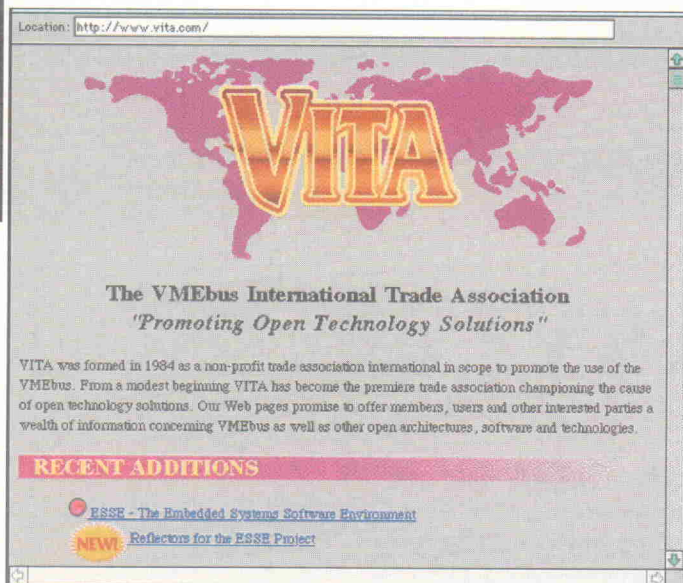 Location: http://www.vita.com/
VITA
The VMEbus International Trade Association
"Promoting Open Technology Solutions"
VITA was formed in 1984 as a non-profit trade association international in scope to promote the use of the
VMEbus. From a modest beginning VITA has become the premiere trade association championing the cause
of open technology solutions. Our Web pages promise to offer members, users and other interested parties a
wealth of information concerning VMEbus as well as other open architectures, software and technologies.
RECENT ADDITIONS
ESSE - The Embedded Systems Software Environment
NEW! Reflectors for the ESSE Project